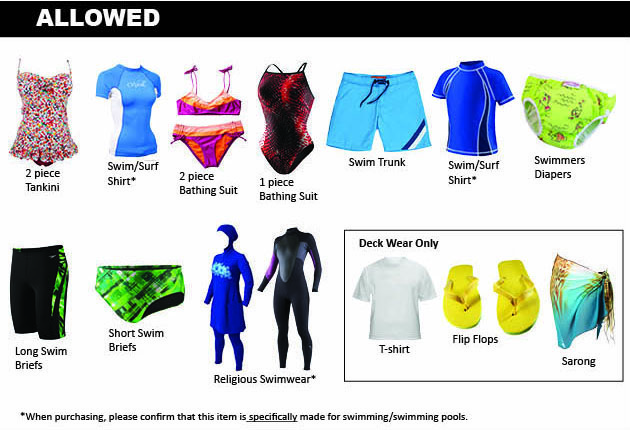 ALLOWED
2 piece
Tankini
Swim/Surf
Shirt*
2 piece
Bathing Suit
1 piece
Bathing Suit
Swim Trunk
Swim/Surf
Shirt*
Swimmers
Diapers
Long Swim
Briefs
Short Swim
Briefs
Religious Swimwear*
Deck Wear Only
T-shirt
Flip Flops
Sarong
*When purchasing, please confirm that this item is specifically made for swimming/swimming pools.